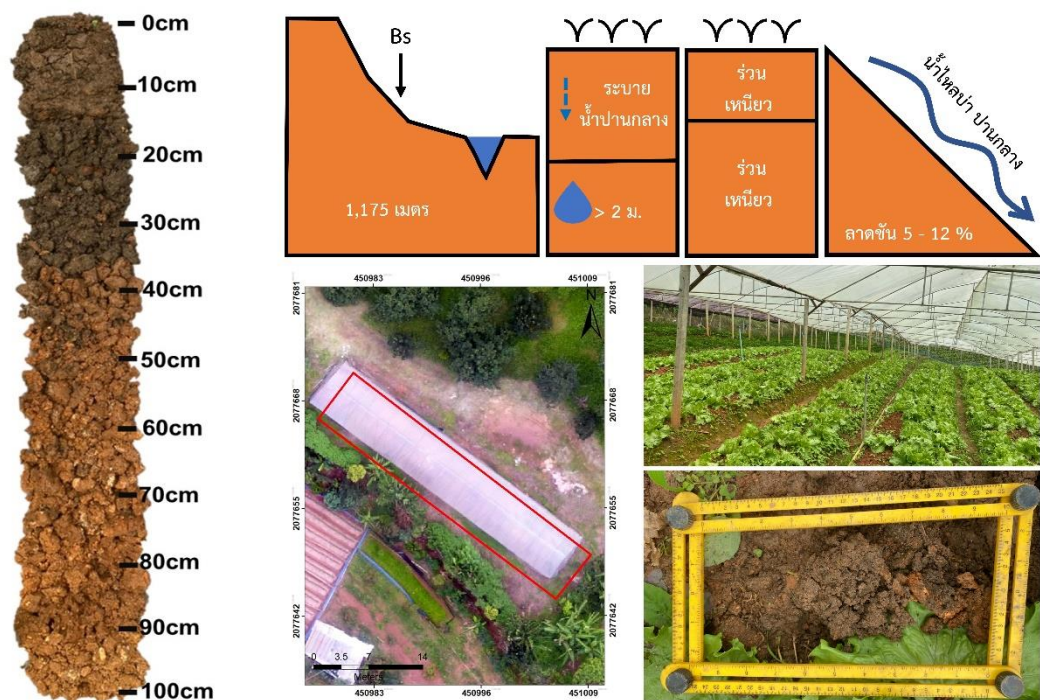 0cm
10cm
20cm
30cm
40cm
50cm
60cm
70cm
80cm
90cm
100cm
Bs
1,175 เมตร
ระบาย
น้ำปานกลาง
> 2 ม.
ร่วน
เหนียว
ร่วน
เหนียว
น้ำไหลบ่า ปานกลาง
ลาดชัน 5 - 12 %
450983 450996 451009
2077681 2077681
2077668 2077668
2077655 2077655
2077642 2077642
N
0 3.5 7 14
Meters
450983 450996 451009